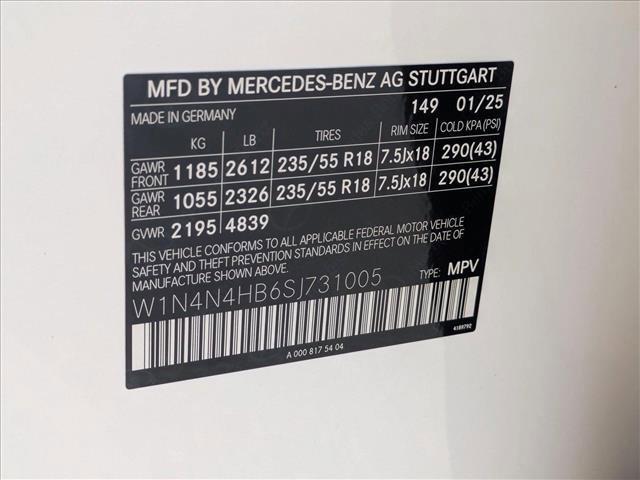 MFD BY MERCEDES-BENZ AG STUTTGART
MADE IN GERMANY 149 01/25
KG LB TIRES RIM SIZE COLD KPA(PSI)
GAWR FRONT 1185 2612 235/55 R18 7.5Jx18 290(43)
GAWR REAR 1055 2326 235/55 R18 7.5Jx18 290(43)
GVWR 2195 4839
THIS VEHICLE CONFORMS TO ALL APPLICABLE FEDERAL MOTOR VEHICLE
SAFETY AND THEFT PREVENTION STANDARDS IN EFFECT ON THE DATE OF
MANUFACTURE SHOWN ABOVE.
W1N4N4HB6SJ731005 TYPE: MPV
4189792
A 000 817 54 04